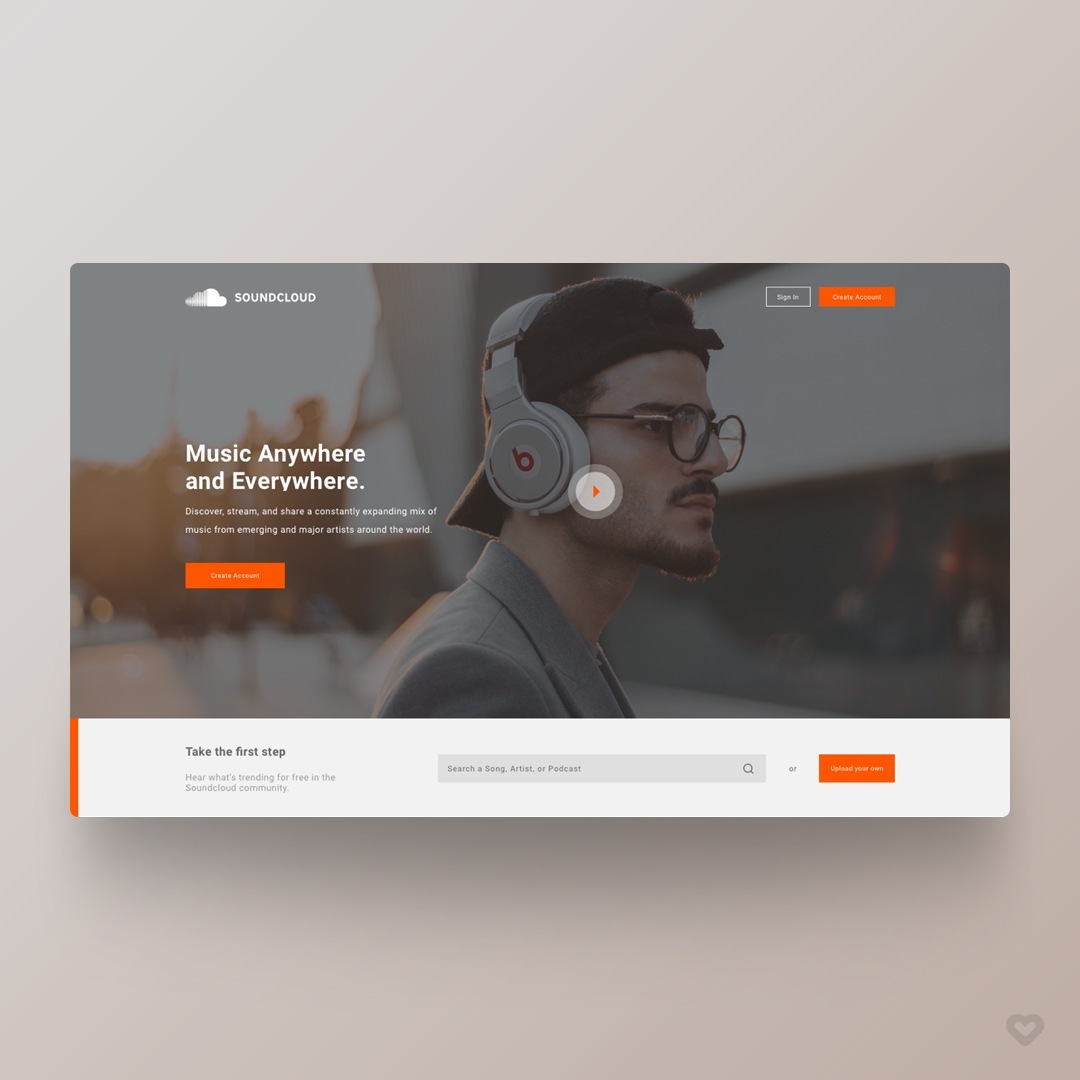 SOUNDCLOUD
Sign In
Create Account
Music Anywhere
and Everywhere.
Discover, stream, and share a constantly expanding mix of
music from emerging and major artists around the world.
Create Account
Take the first step
Hear what's trending for free in the
Soundcloud community.
Search a Song, Artist, or Podcast
or
Upload your own